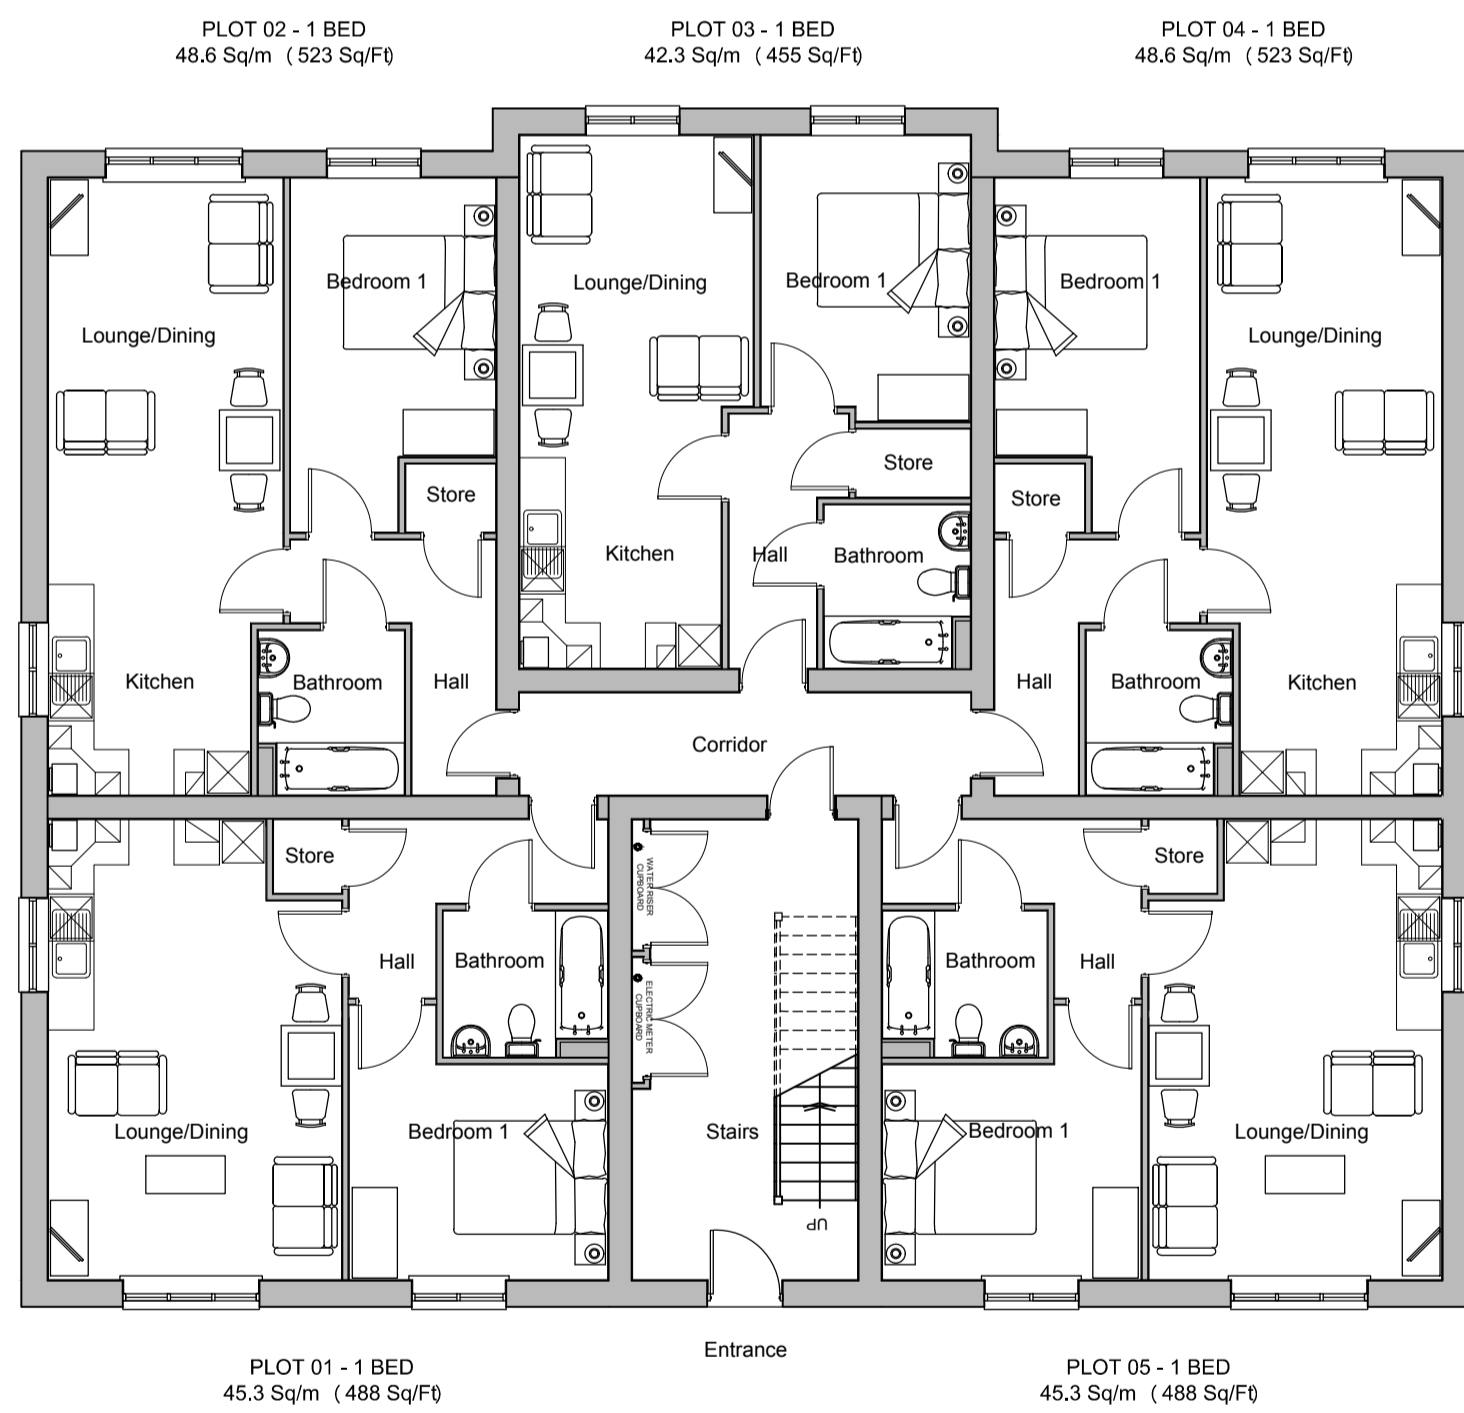 PLOT 02 - 1 BED
48.6 Sq/m ( 523 Sq/Ft)
PLOT 03 - 1 BED
42.3 Sq/m ( 455 Sq/Ft)
PLOT 04 - 1 BED
48.6 Sq/m ( 523 Sq/Ft)
Bedroom 1
Lounge/Dining
Bedroom 1
Bedroom 1
Lounge/Dining
Lounge/Dining
Store
Store
Store
Kitchen
Hall
Bathroom
Kitchen
Bathroom
Hall
Hall
Bathroom
Kitchen
Corridor
Store
WATER RISER
CUPBOARD
Store
Hall
Bathroom
ELECTRIC METER
CUPBOARD
Bathroom
Hall
Lounge/Dining
Bedroom 1
Stairs
Bedroom 1
Lounge/Dining
UP
Entrance
PLOT 01 - 1 BED
45.3 Sq/m ( 488 Sq/Ft)
PLOT 05 - 1 BED
45.3 Sq/m ( 488 Sq/Ft)